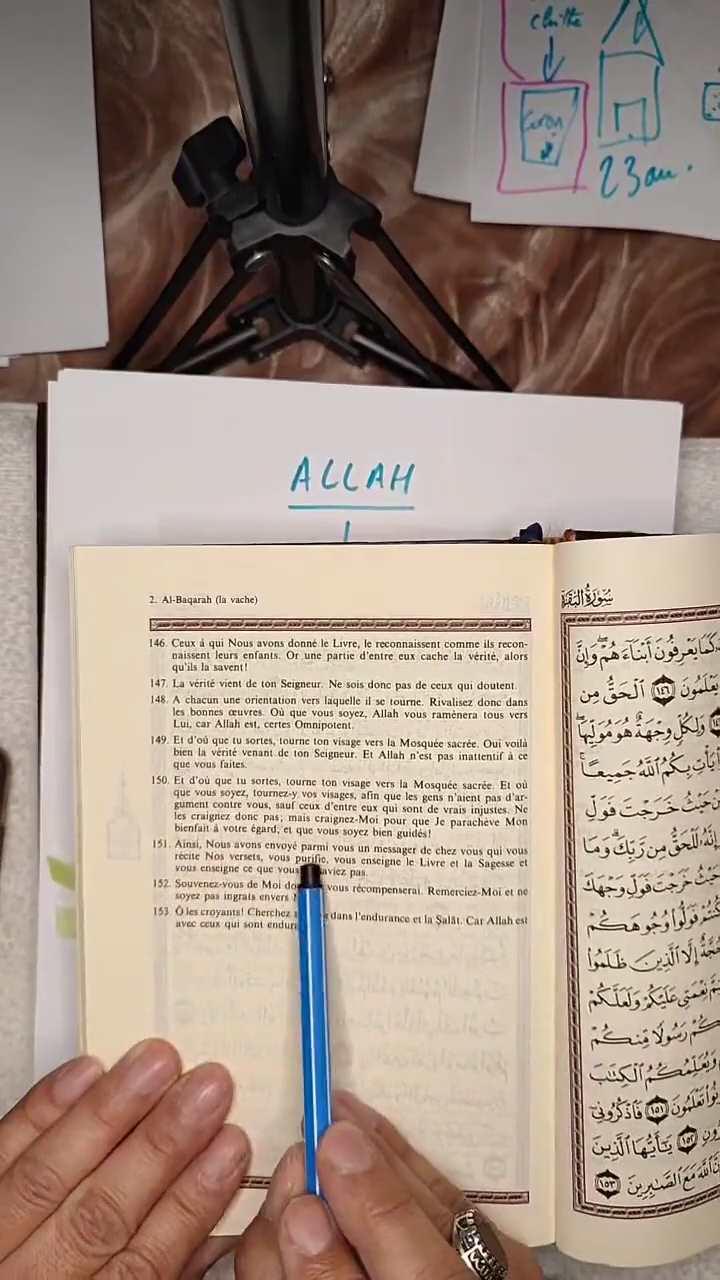 23 an.
ALLAH
2. Al-Baqarah (la vache)
146. Ceux à qui Nous avons donné le Livre, le reconnaissent comme ils recon-
naissent leurs enfants. Or une partie d'entre eux cache la vérité, alors
qu'ils la savent!
147. La vérité vient de ton Seigneur. Ne sois donc pas de ceux qui doutent.
148. A chacun une orientation vers laquelle il se tourne. Rivalisez donc dans
les bonnes œuvres. Où que vous soyez, Allah vous ramènera tous vers
Lui, car Allah est, certes Omnipotent.
149. Et d'où que tu sortes, tourne ton visage vers la Mosquée sacrée. Oui voilà
bien la vérité venant de ton Seigneur. Et Allah n'est pas inattentif à ce
que vous faites.
150. Et d'où que tu sortes, tourne ton visage vers la Mosquée sacrée. Et où
que vous soyez, tournez-y vos visages, afin que les gens n'aient pas d'ar-
gument contre vous, sauf ceux d'entre eux qui sont de vrais injustes. Ne
les craignez donc pas; mais craignez-Moi pour que Je parachève Mon
bienfait à votre égard, et que vous soyez bien guidés!
151. Ainsi, Nous avons envoyé parmi vous un messager de chez vous qui vous
récite Nos versets, vous purifie, vous enseigne le Livre et la Sagesse et
vous enseigne ce que vous aviez pas.
152. Souvenez-vous de Moi vous récompenserai. Remerciez-Moi et ne
soyez pas ingrats envers
153. Ô les croyants! Cherchez dans l'endurance et la Ṣalāt. Car Allah est
avec ceux qui sont
سُورَةُ البَقَرَةِ
كَمَا يَعْرِفُونَ أَبْنَاءَهُمْ وَإِنَّ
يَعْلَمُونَ ١٤٦ الْحَقُّ مِن
وَلِكُلٍّ وِجْهَةٌ هُوَ مُوَلِّيهَا
يَأْتِ بِكُمُ اللَّهُ جَمِيعًا
حَيْثُ خَرَجْتَ فَوَلِّ
إِنَّهُ لَلْحَقُّ مِن رَّبِّكَ وَمَا
حَيْثُ خَرَجْتَ فَوَلِّ وَجْهَكَ
كُنتُمْ فَوَلُّوا وُجُوهَكُمْ
حُجَّةٌ إِلَّا الَّذِينَ ظَلَمُوا
نِعْمَتِي عَلَيْكُمْ وَلَعَلَّكُمْ
رَسُولًا مِّنكُمْ
وَيُعَلِّمُكُمُ الْكِتَابَ
تَعْلَمُونَ ١٥١ فَاذْكُرُونِي
١٥٢ يَا أَيُّهَا الَّذِينَ
اللَّهَ مَعَ الصَّابِرِينَ ١٥٣